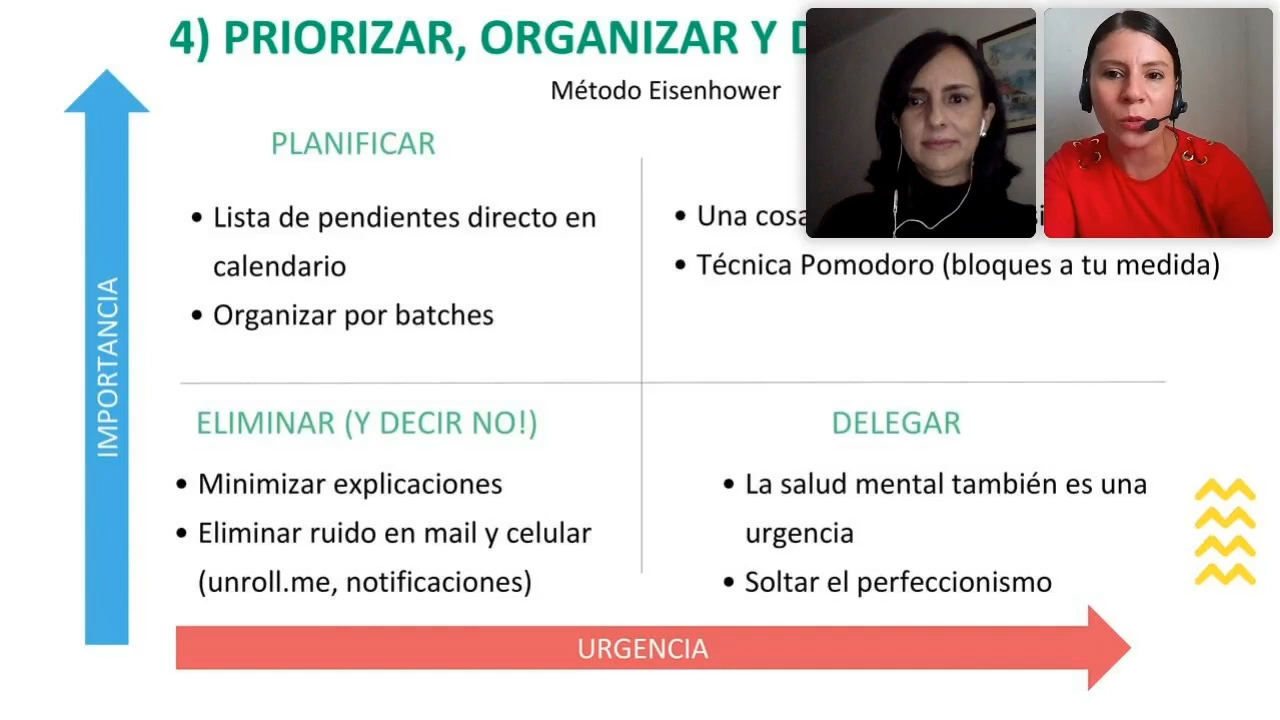 4) PRIORIZAR, ORGANIZAR Y
Método Eisenhower
PLANIFICAR
• Lista de pendientes directo en
calendario
• Organizar por batches
• Una cosa
• Técnica Pomodoro (bloques a tu medida)
IMPORTANCIA
ELIMINAR (Y DECIR NO!)
• Minimizar explicaciones
• Eliminar ruido en mail y celular
(unroll.me, notificaciones)
DELEGAR
• La salud mental también es una
urgencia
• Soltar el perfeccionismo
URGENCIA